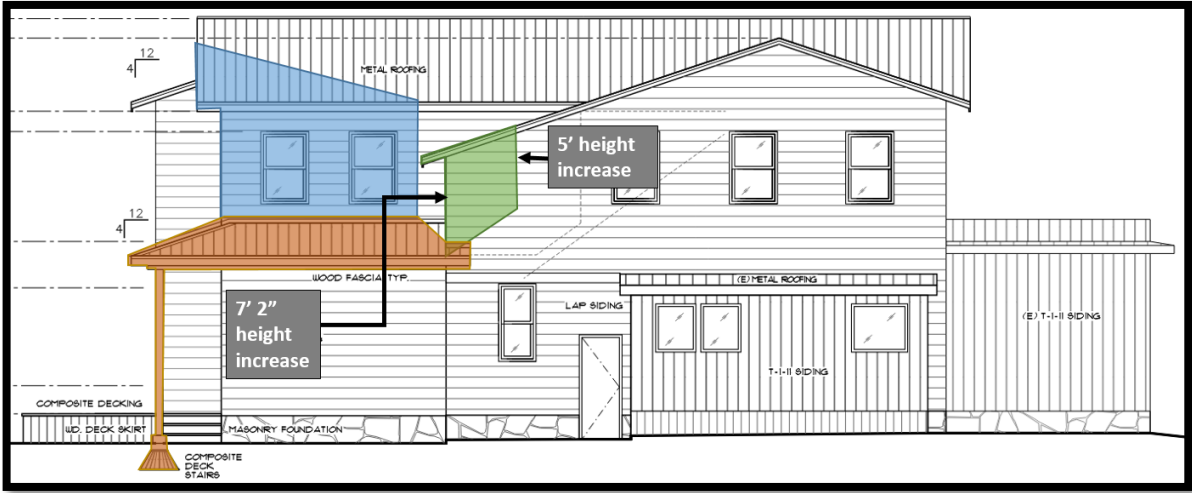 12
4
METAL ROOFING
5' height
increase
12
4
WOOD FASCIA TYP.
(E) METAL ROOFING
7' 2"
height
increase
LAP SIDING
(E) T-1-11 SIDING
T-1-11 SIDING
COMPOSITE DECKING
WD. DECK SKIRT
MASONRY FOUNDATION
COMPOSITE
DECK
STAIRS